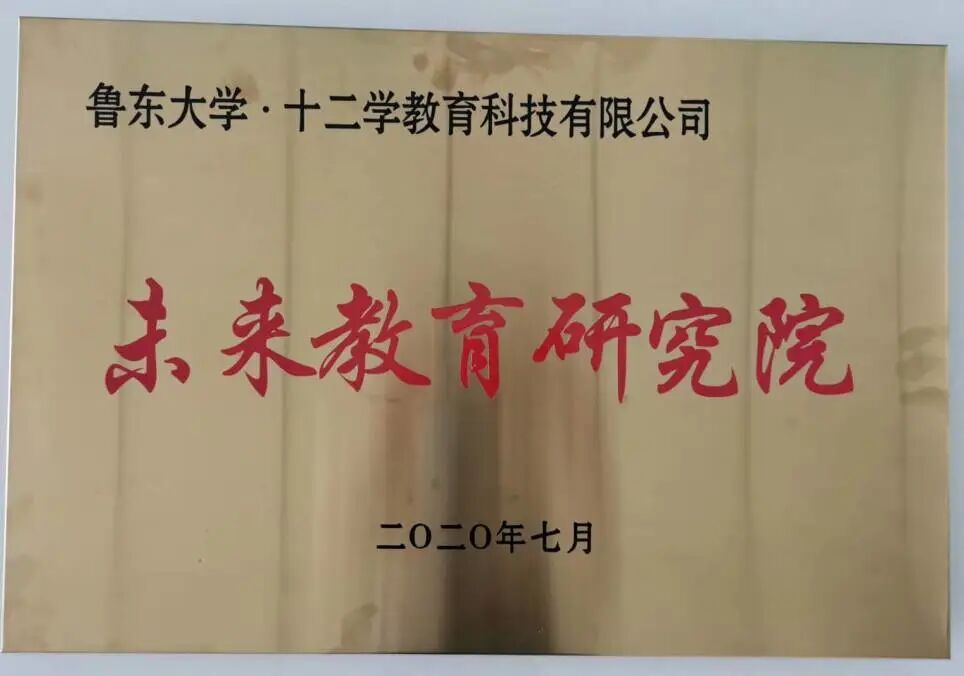 鲁东大学·十二学教育科技有限公司
未来教育研究院
二〇二〇年七月